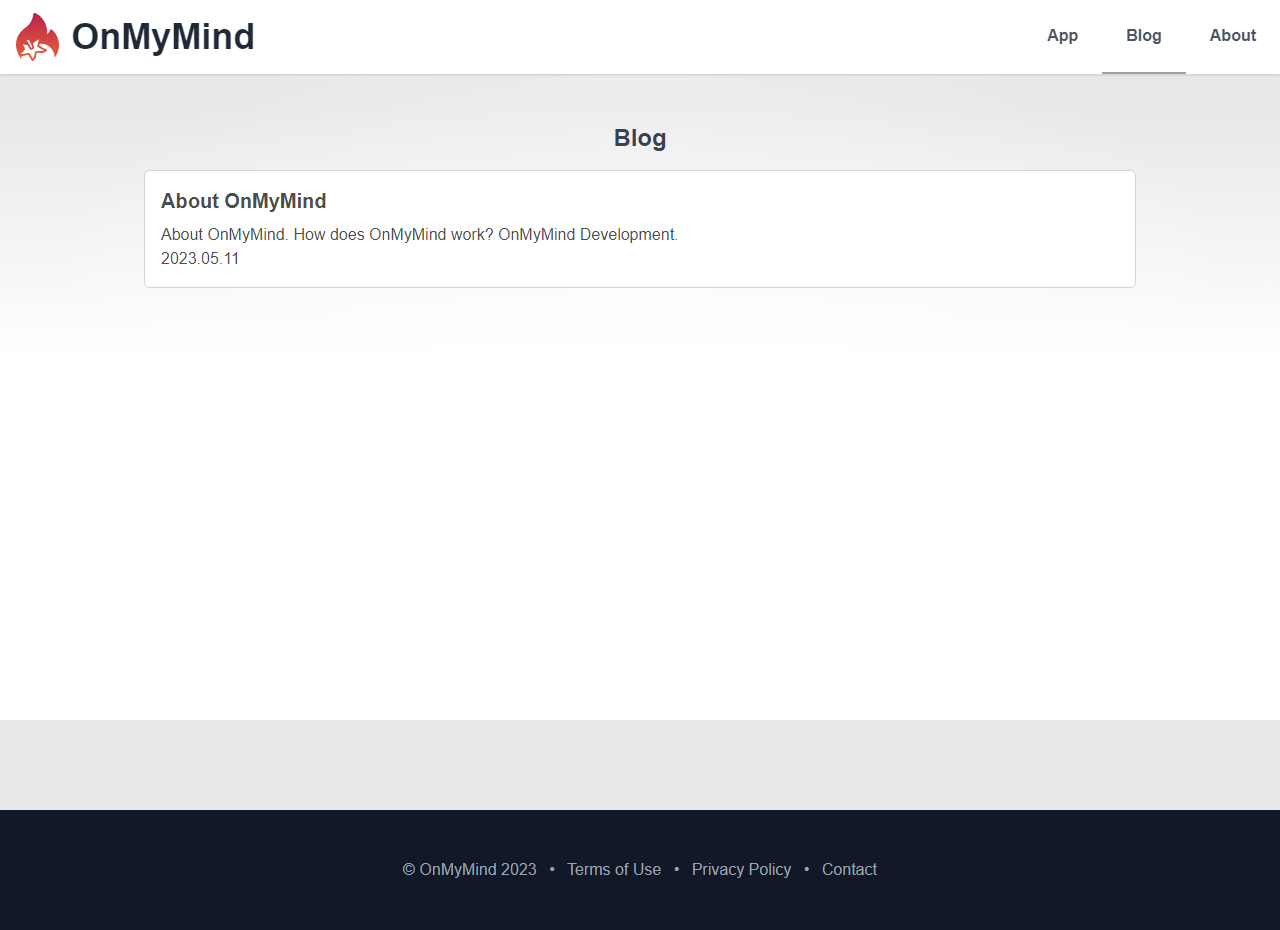 OnMyMind
App Blog About
Blog
About OnMyMind
About OnMyMind. How does OnMyMind work? OnMyMind Development.
2023.05.11
© OnMyMind 2023 • Terms of Use • Privacy Policy • Contact